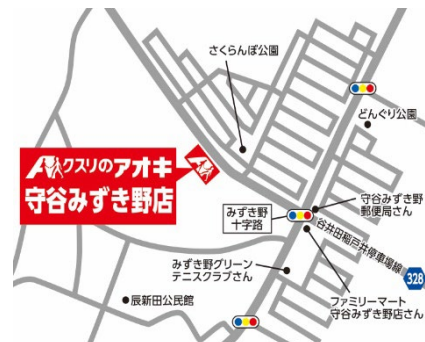 さくらんぼ公園
どんぐり公園
クスリのアオキ
守谷みずき野店
守谷みずき野
郵便局さん
みずき野
十字路
谷井田稲戸井停車場線
328
みずき野グリーン
テニスクラブさん
ファミリーマート
守谷みずき野店さん
辰新田公民館